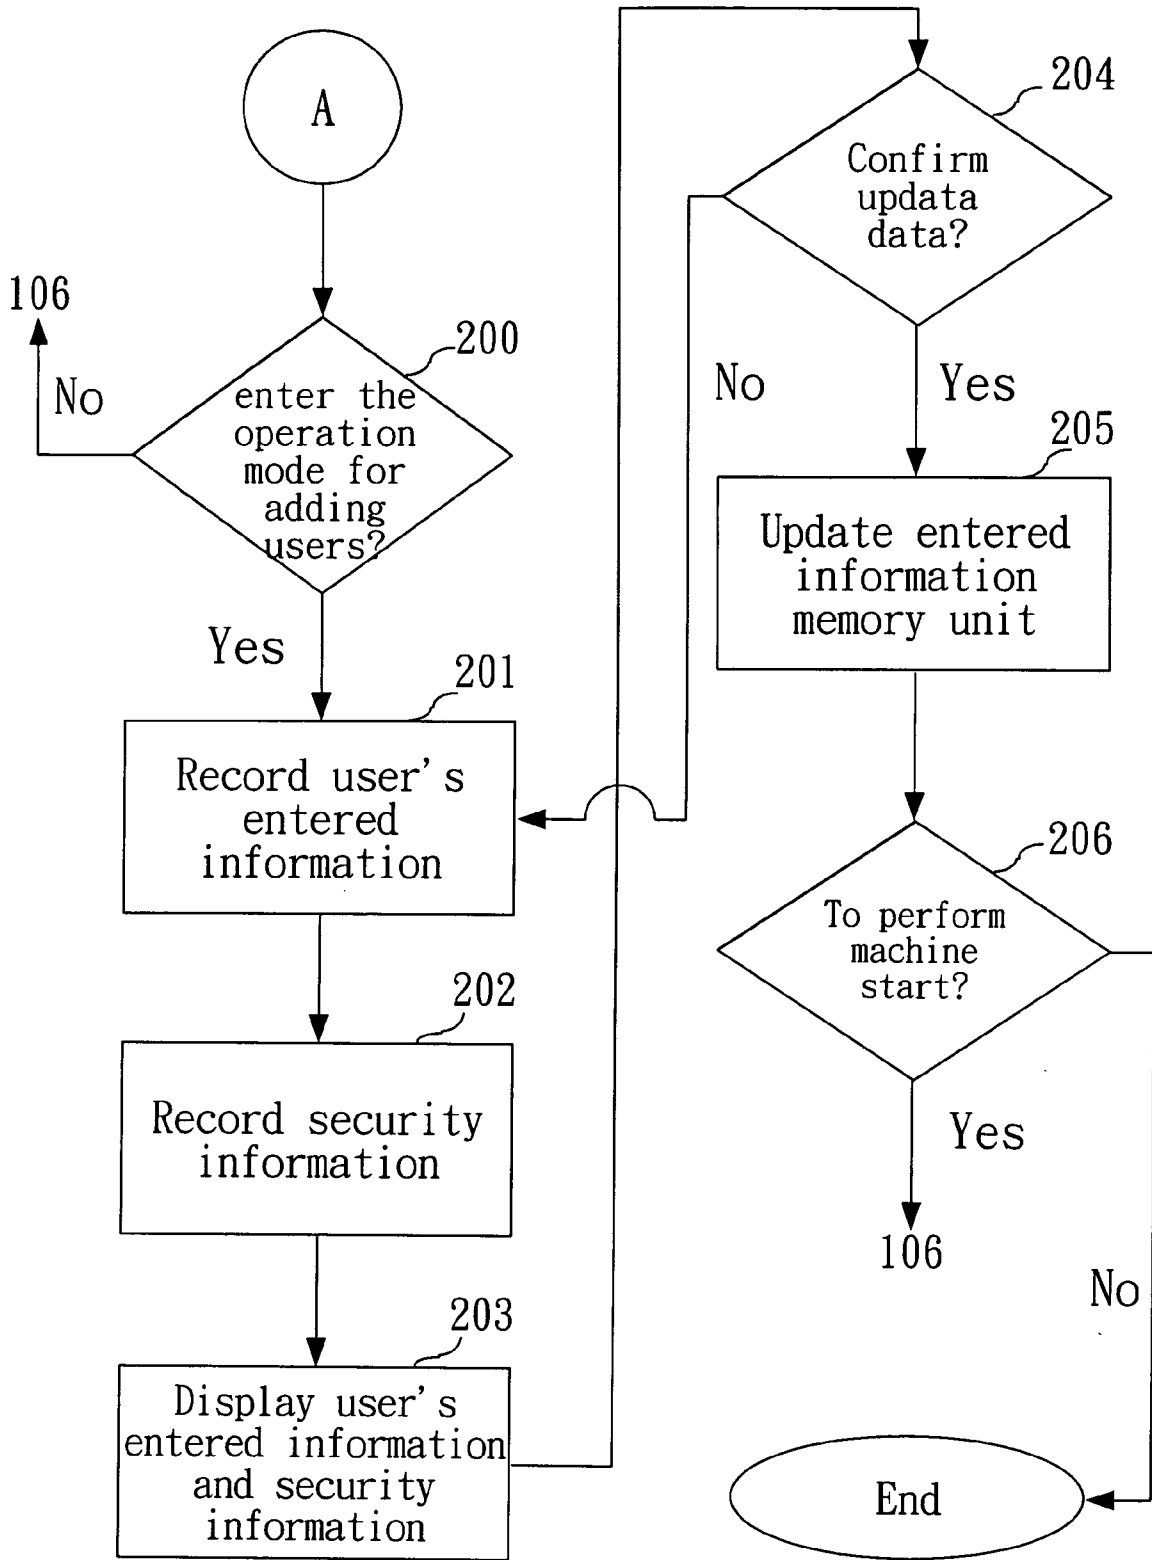 A
106
No
200
enter the
operation
mode for
adding
users?
Yes
201
Record user's
entered
information
202
Record security
information
203
Display user's
entered information
and security
information
204
Confirm
updata
data?
No
Yes
205
Update entered
information
memory unit
206
To perform
machine
start?
Yes
106
No
End